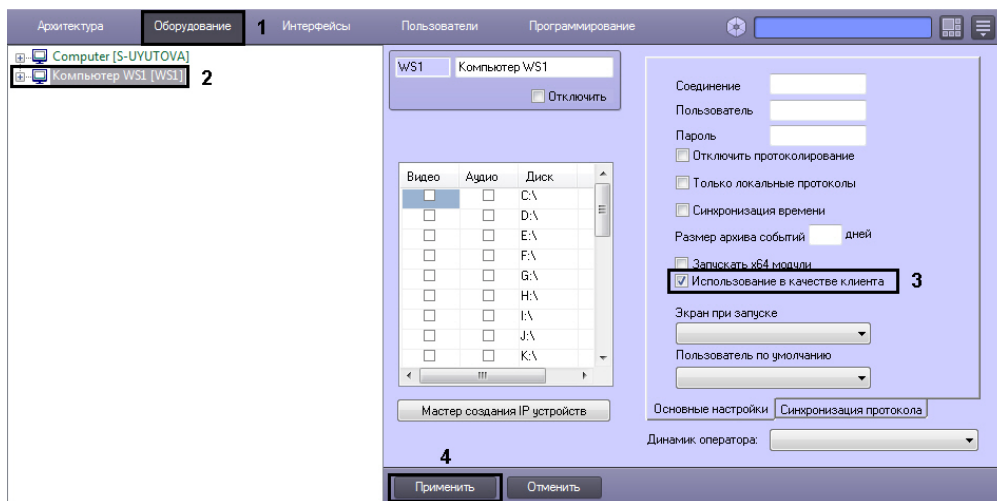 Архитектура Оборудование 1 Интерфейсы Пользователи Программирование
Computer [S-UYUTOVA]
Компьютер WS1 [WS1] 2
WS1 Компьютер WS1
Отключить
Видео Аудио Диск
C:\
D:\
E:\
F:\
G:\
H:\
I:\
J:\
K:\
Мастер создания IP устройств
Соединение
Пользователь
Пароль
Отключить протоколирование
Только локальные протоколы
Синхронизация времени
Размер архива событий дней
Запускать x64 модули
Использование в качестве клиента 3
Экран при запуске
Пользователь по умолчанию
Основные настройки Синхронизация протокола
Динамик оператора:
4
Применить Отменить